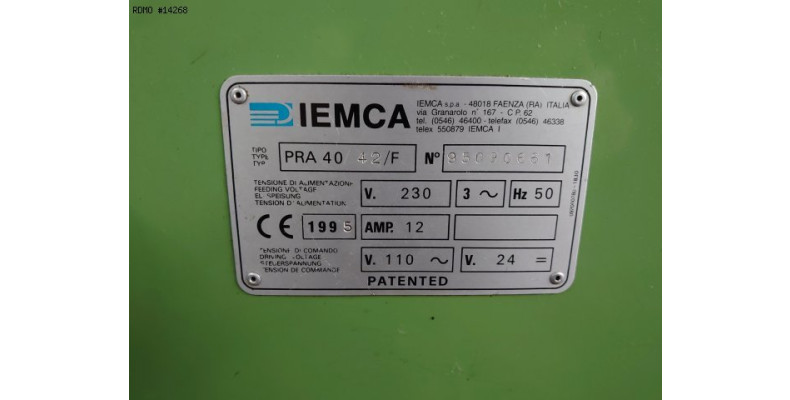 RDMO #14268
IEMCA
IEMCA s.p.a. - 48018 FAENZA (RA) ITALIA
via Granarolo n° 167 - C.P. 62
tel. (0546) 46400 - telefax (0546) 46338
telex 550879 IEMCA I
TIPO
TYPE
TYP
PRA 40 42/F N°
TENSIONE DI ALIMENTAZIONE
FEEDING VOLTAGE
EL SPEISUNG
TENSION D'ALIMENTATION
V. 230 3 ~ Hz 50
CE 1995 AMP. 12
TENSIONE DI COMANDO
DRIVING VOLTAGE
STEUERSPANNUNG
TENSION DE COMMANDE
V. 110 ~ V. 24 =
PATENTED